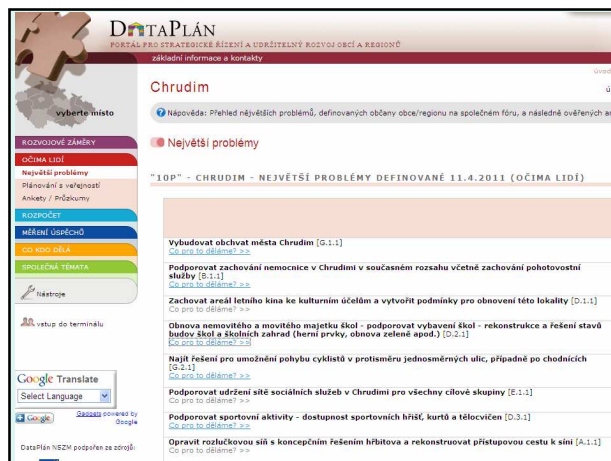 DATAPLÁN
PORTÁL PRO STRATEGICKÉ ŘÍZENÍ A UDRŽITELNÝ ROZVOJ OBCÍ A REGIONŮ
základní informace a kontakty
Chrudim
vyberte místo
Nápověda: Přehled nějvětších problémů, definovaných občany obce/regionu na společném fóru, a následně ověřených
ROZVOJOVÉ ZÁMĚRY
OČIMA LIDÍ
Největší problémy
Plánování s veřejností
Ankety / Průzkumy
ROZPOČET
MĚŘENÍ ÚSPĚCHŮ
CO KDO DĚLÁ
SPOLEČNÁ TÉMATA
Nástroje
vstup do terminálu
Google Translate
Select Language
Google
Gadgets powered by
Google
DataPlán NSZM podpořen ze zdrojů:
Největší problémy
"10P" - CHRUDIM - NEJVĚTŠÍ PROBLÉMY DEFINOVANÉ 11.4.2011 (OČIMA LIDÍ)
Vybudovat obchvat města Chrudim [G.1.1]
Co pro to děláme? >>
Podporovat zachování nemocnice v Chrudimi v současném rozsahu včetně zachování pohotovostní
služby [B.1.1]
Co pro to děláme? >>
Zachovat areál letního kina ke kulturním účelům a vytvořit podmínky pro obnovení této lokality [D.1.1]
Co pro to děláme? >>
Obnova nemovitého a movitého majetku škol - podporovat vybavení škol - rekonstrukce a řešení stavů
budov škol a školních zahrad (herní prvky, obnova zeleně apod.) [D.2.1]
Co pro to děláme? >>
Najít řešení pro umožnění pohybu cyklistů v protisměru jednosměrných ulic, případně po chodnících
[G.2.1]
Co pro to děláme? >>
Podporovat udržení sítě sociálních služeb v Chrudimi pro všechny cílové skupiny [E.1.1]
Co pro to děláme? >>
Podporovat sportovní aktivity - dostupnost sportovních hřišť, kurtů a tělocvičen [D.3.1]
Co pro to děláme? >>
Opravit rozlučkovou síň s koncepčním řešením hřbitova a rekonstruovat přístupovou cestu k síni [A.1.1]
Co pro to děláme? >>